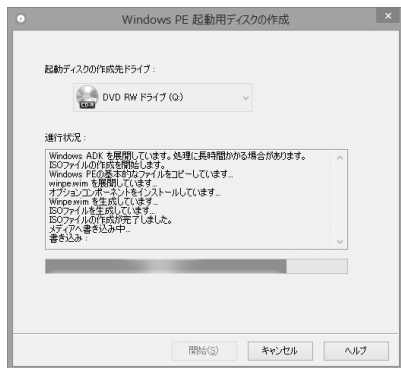 Windows PE 起動用ディスクの作成
×
起動ディスクの作成先ドライブ :
CD-R
DVD RW ドライブ (Q:)
進行状況 :
Windows ADK を展開しています。処理に長時間かかる場合があります。
ISOファイルの作成を開始します。
Windows PEの基本的なファイルをコピーしています...
winpe.wim を展開しています...
オプションコンポーネントをインストールしています...
Winpe.wim を生成しています...
ISOファイルを生成しています...
ISOファイルの作成が完了しました。
メディアへ書き込み中...
書き込み :
開始(S)
キャンセル
ヘルプ